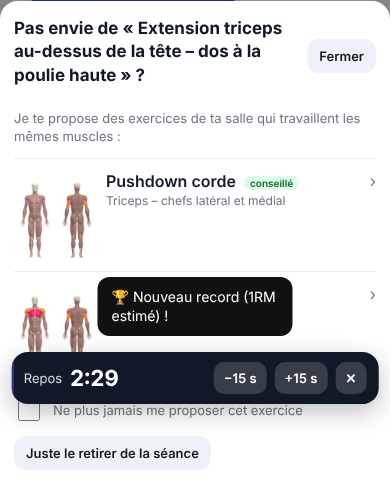 Pas envie de « Extension triceps
au-dessus de la tête – dos à la
poulie haute » ?
Fermer
Je te propose des exercices de ta salle qui travaillent les
mêmes muscles :
Pushdown corde conseillé
Triceps – chefs latéral et médial
🏆 Nouveau record (1RM
estimé) !
Repos 2:29 −15 s +15 s ✕
Ne plus jamais me proposer cet exercice
Juste le retirer de la séance